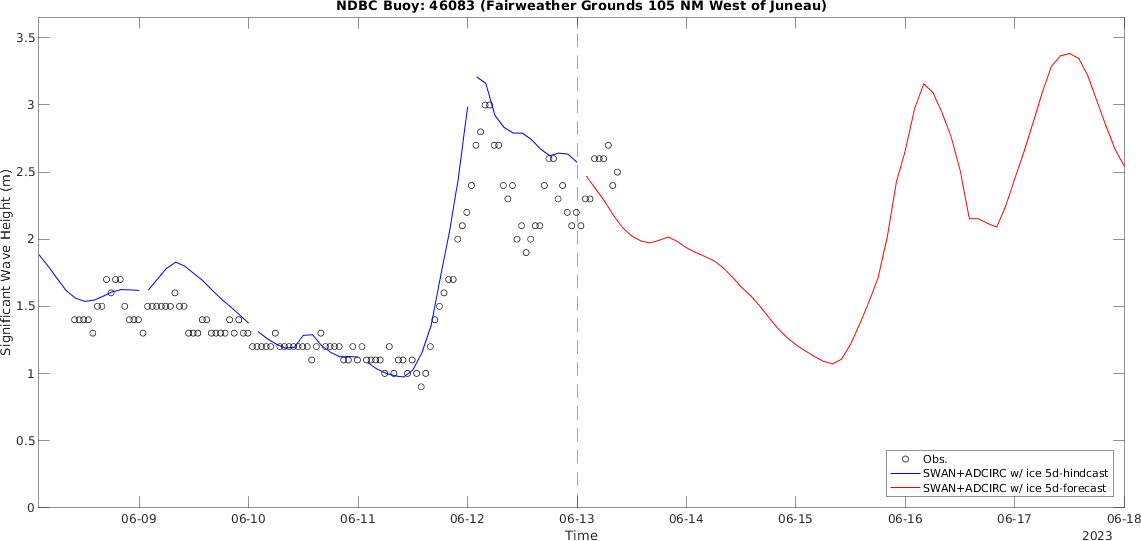 NDBC Buoy: 46083 (Fairweather Grounds 105 NM West of Juneau)
3.5
3
2.5
2
1.5
1
0.5
0
Significant Wave Height (m)
Obs.
SWAN+ADCIRC w/ ice 5d-hindcast
SWAN+ADCIRC w/ ice 5d-forecast
06-09 06-10 06-11 06-12 06-13 06-14 06-15 06-16 06-17 06-18
Time
2023